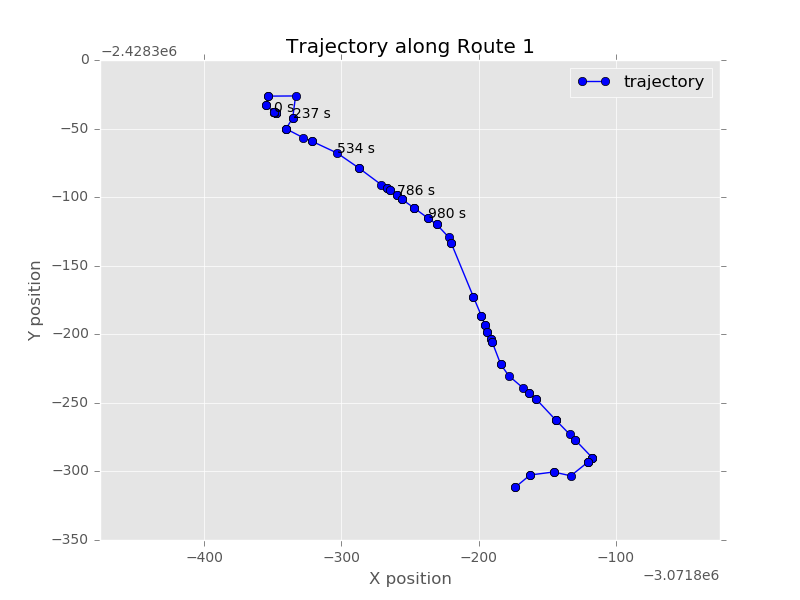 Trajectory along Route 1
−2.4283e6
trajectory
0
−50
−100
−150
−200
−250
−300
−350
Y position
0 s
237 s
534 s
786 s
980 s
−400
−300
−200
−100
X position
−3.0718e6